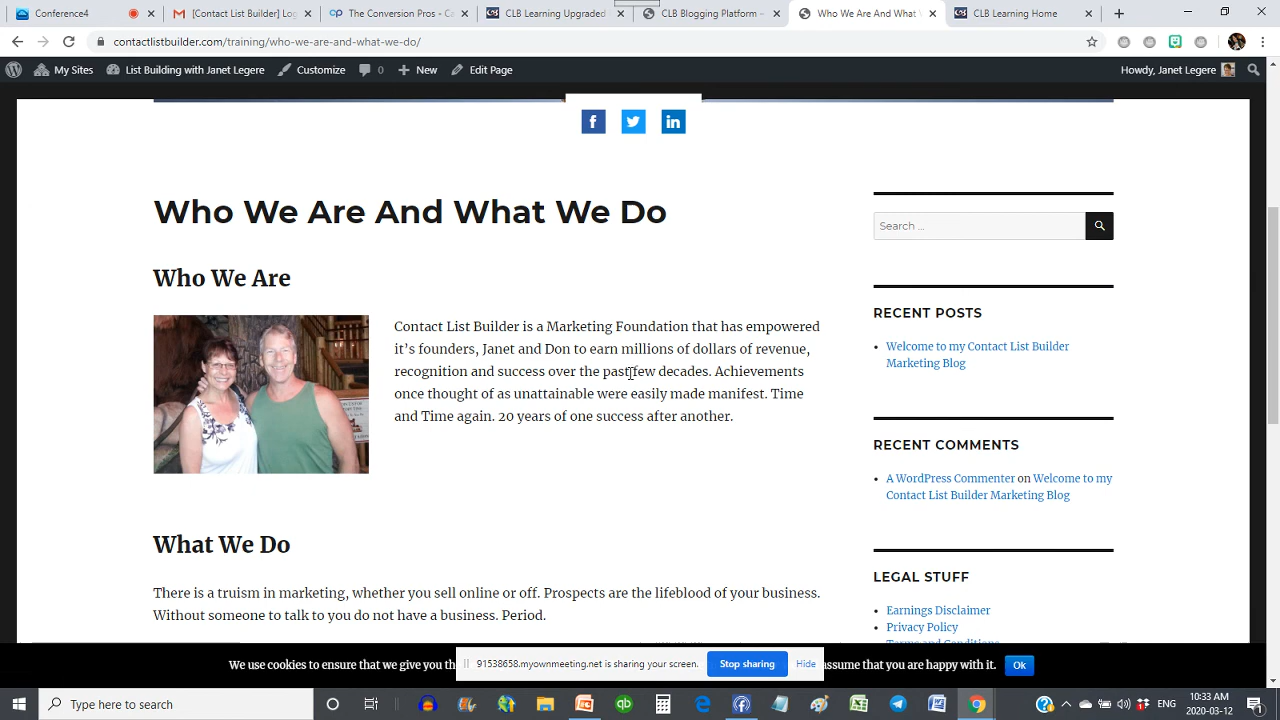 Contact4
Learning Upgrade
Gmail
CLB
The Conversion Pros - C
CLB Success Learning
CLB Blogging Platform –
Who We Are and
CLB Learning Home
contactlistbuilder.com/training/who-we-are-and-what-we-do/
My Sites
List Building with Janet Legere
Customize
0
New
Edit Page
Howdy, Janet Legere
Who We Are And What We Do
Who We Are
Contact List Builder is a Marketing Foundation that has empowered
it’s founders, Janet and Don to earn millions of dollars of revenue,
recognition and success over the past few decades. Achievements
once thought of as unattainable were easily made manifest. Time
and Time again. 20 years of one success after another.
What We Do
There is a truism in marketing, whether you sell online or off. Prospects are the lifeblood of your business.
Without someone to talk to you do not have a business. Period.
Search ...
RECENT POSTS
Welcome to my Contact List Builder
Marketing Blog
RECENT COMMENTS
A WordPress Commenter on Welcome to my
Contact List Builder Marketing Blog
LEGAL STUFF
Earnings Disclaimer
Privacy Policy
Terms and Conditions
We use cookies to ensure that we give you th
91538658.myownmeeting.net is sharing your screen.
Stop sharing
Hide
assume that you are happy with it.
Ok
Type here to search
ENG
10:33 AM
2020-03-12